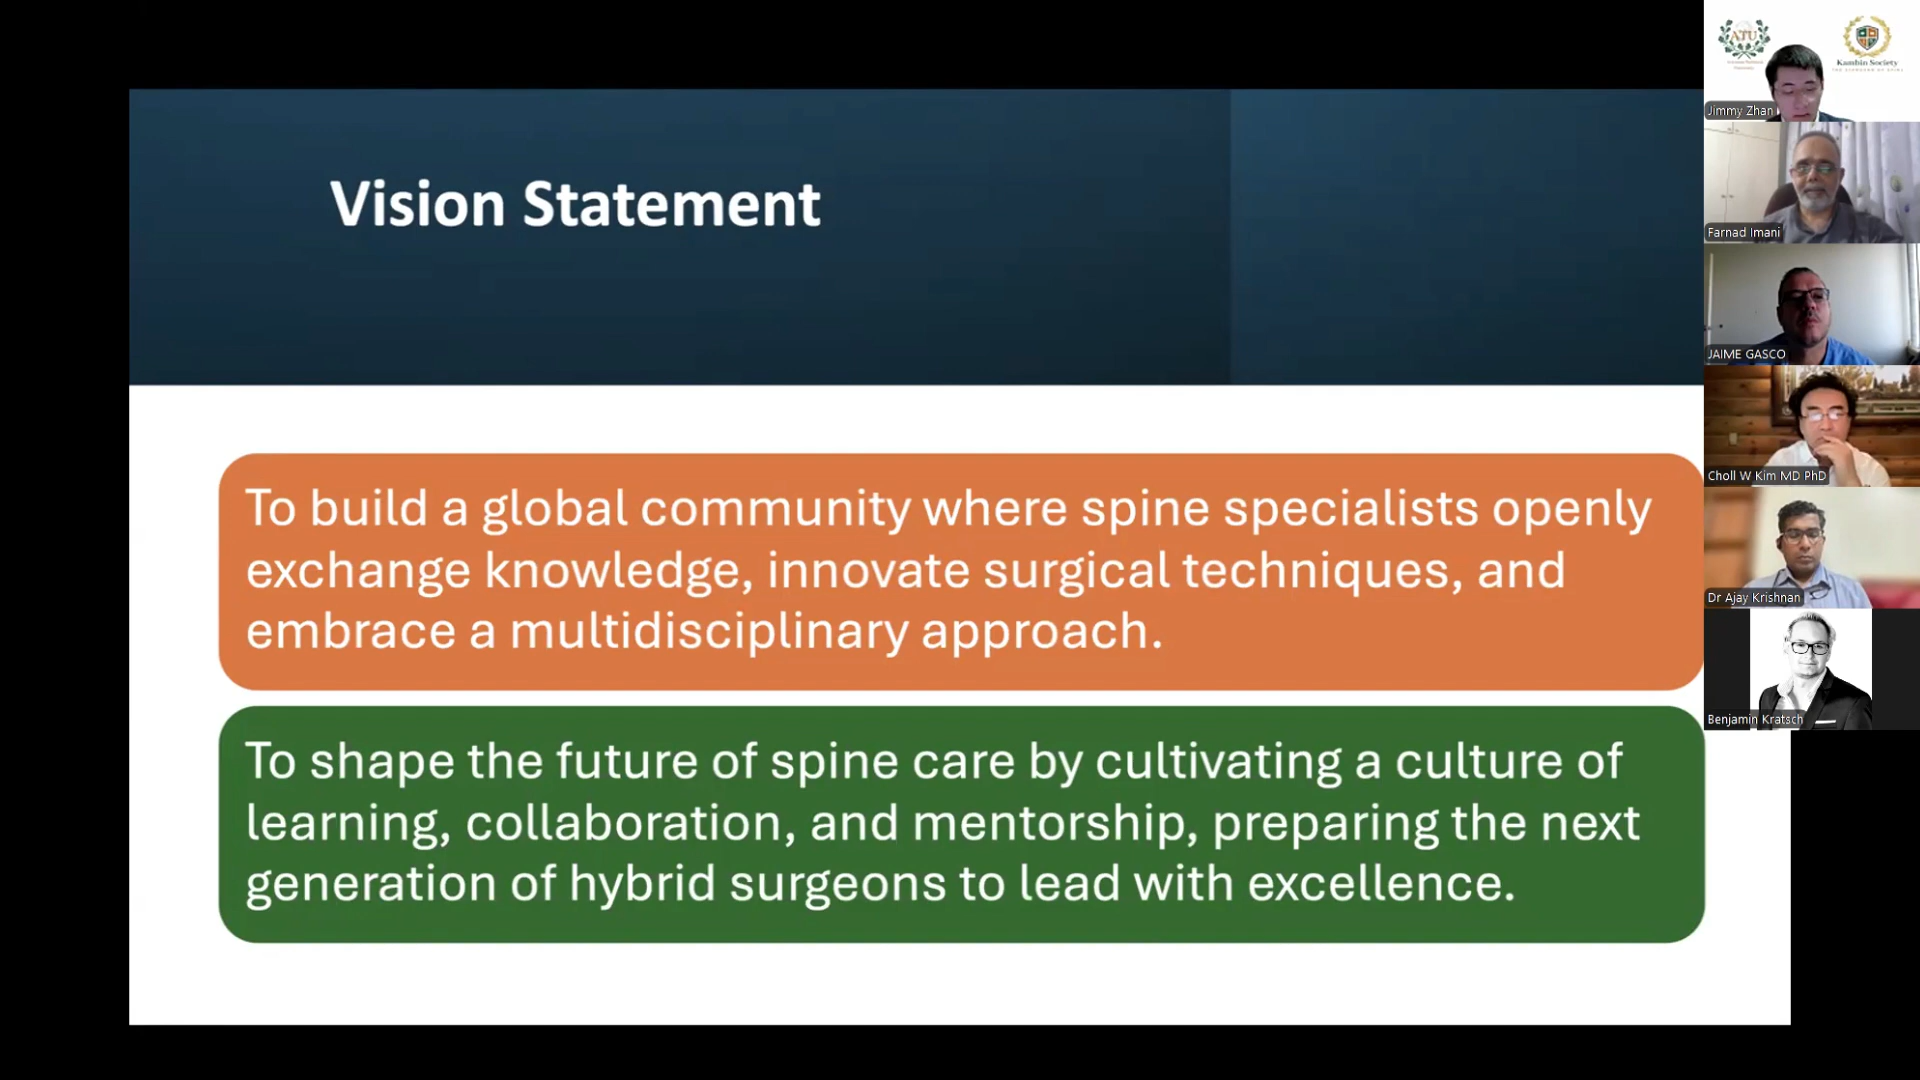 Vision Statement
To build a global community where spine specialists openly
exchange knowledge, innovate surgical techniques, and
embrace a multidisciplinary approach.
To shape the future of spine care by cultivating a culture of
learning, collaboration, and mentorship, preparing the next
generation of hybrid surgeons to lead with excellence.
ATU
Kambin Society
Jimmy Zhan
Farnad Imani
JAIME GASCO
Choll W Kim MD PhD
Dr Ajay Krishnan
Benjamin Kratsch